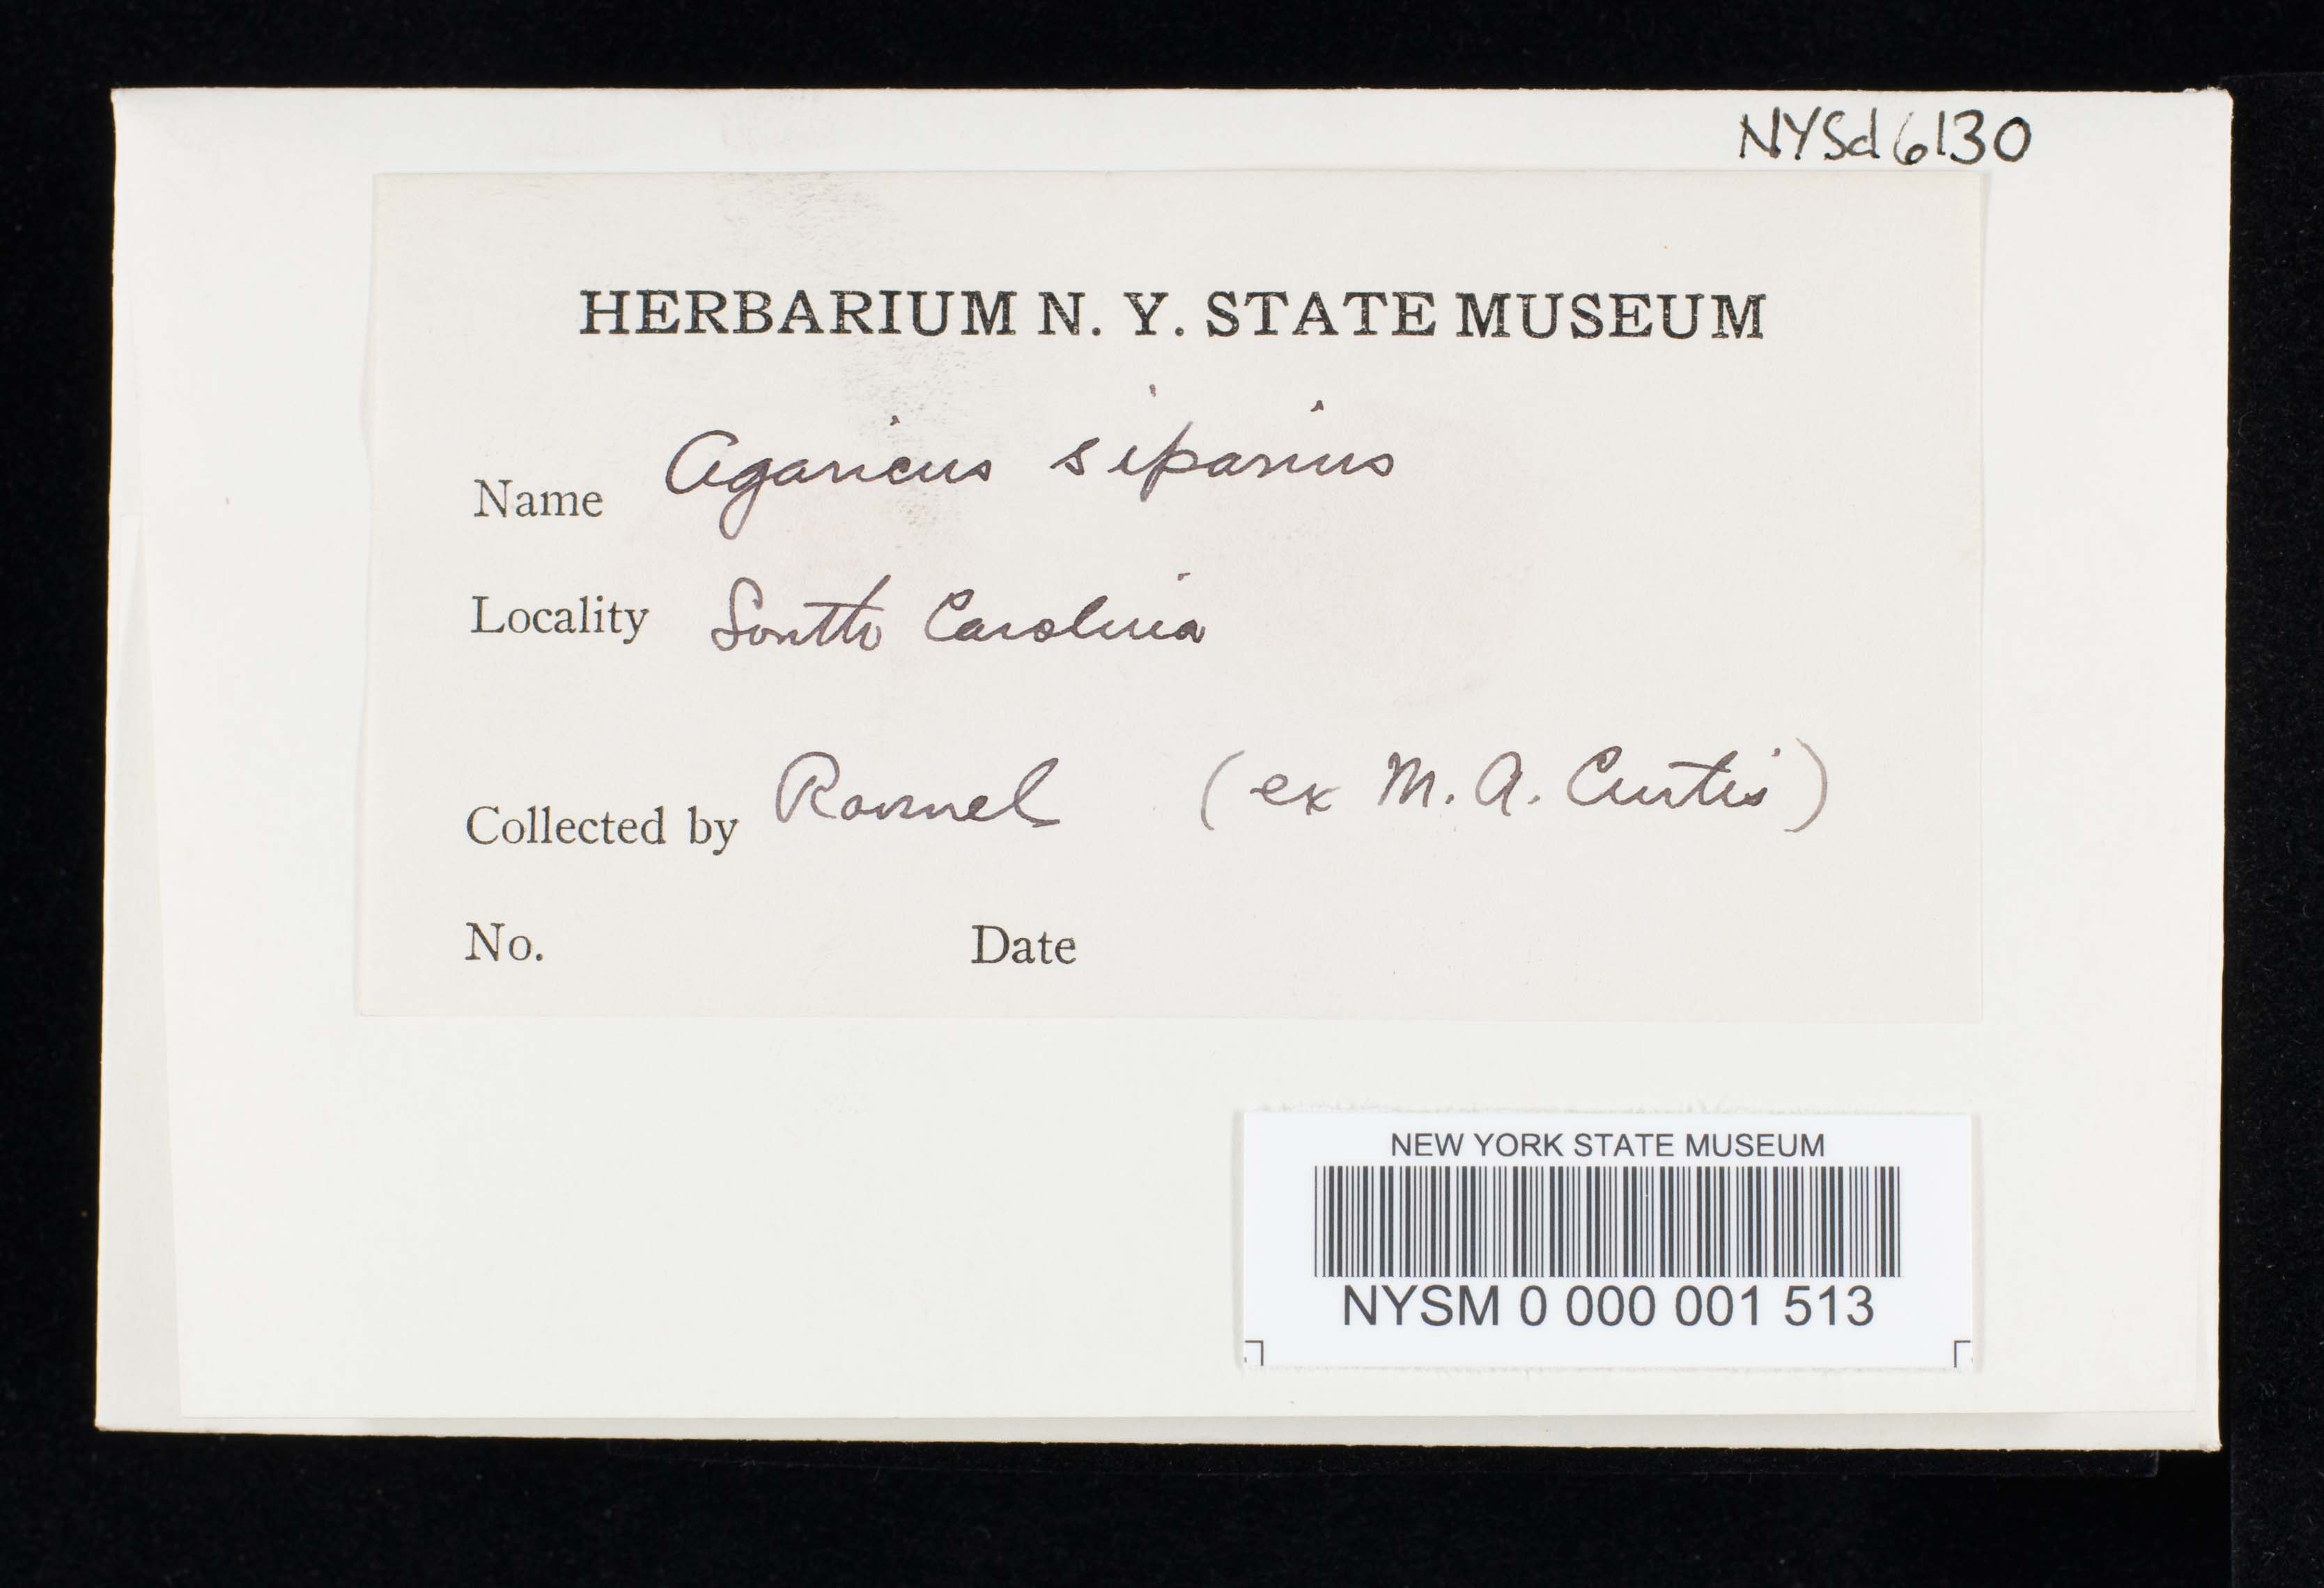 NYSd6130
HERBARIUM N. Y. STATE MUSEUM
Name Agaricus siparius
Locality South Carolina
Collected by Ravenel (ex M. A. Curtis)
No. Date
NEW YORK STATE MUSEUM
NYSM 0 000 001 513